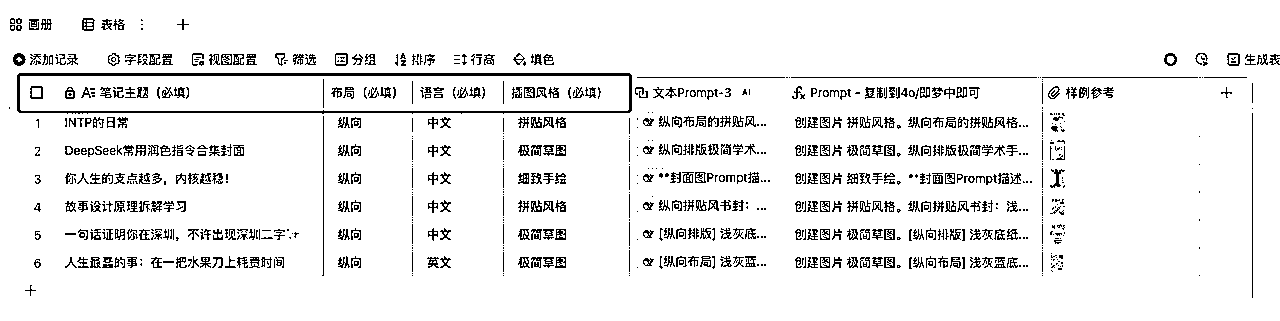 画册 表格 ⋮ +
添加记录 字段配置 视图配置 筛选 分组 排序 行高 填色 生成表
笔记主题（必填） 布局（必填） 语言（必填） 插图风格（必填） 文本Prompt-3 AI fx Prompt - 复制到4o/即梦中即可 样例参考 +
1 INTP的日常 纵向 中文 拼贴风格 纵向布局的拼贴风... 创建图片 拼贴风格。纵向布局的拼贴风格...
2 DeepSeek常用润色指令合集封面 纵向 中文 极简草图 纵向排版极简学术... 创建图片 极简草图。纵向排版极简学术手...
3 你人生的支点越多，内核越稳！ 纵向 中文 细致手绘 **封面图Prompt描... 创建图片 细致手绘。**封面图Prompt描述...
4 故事设计原理拆解学习 纵向 中文 拼贴风格 纵向拼贴风书封：... 创建图片 拼贴风格。纵向拼贴风书封：浅...
5 一句话证明你在深圳，不许出现深圳二字 纵向 中文 极简草图 [纵向排版] 浅灰底... 创建图片 极简草图。[纵向排版] 浅灰底纸...
6 人生最蠢的事：在一把水果刀上耗费时间 纵向 英文 极简草图 [纵向布局] 浅灰蓝... 创建图片 极简草图。[纵向布局] 浅灰蓝底...
+